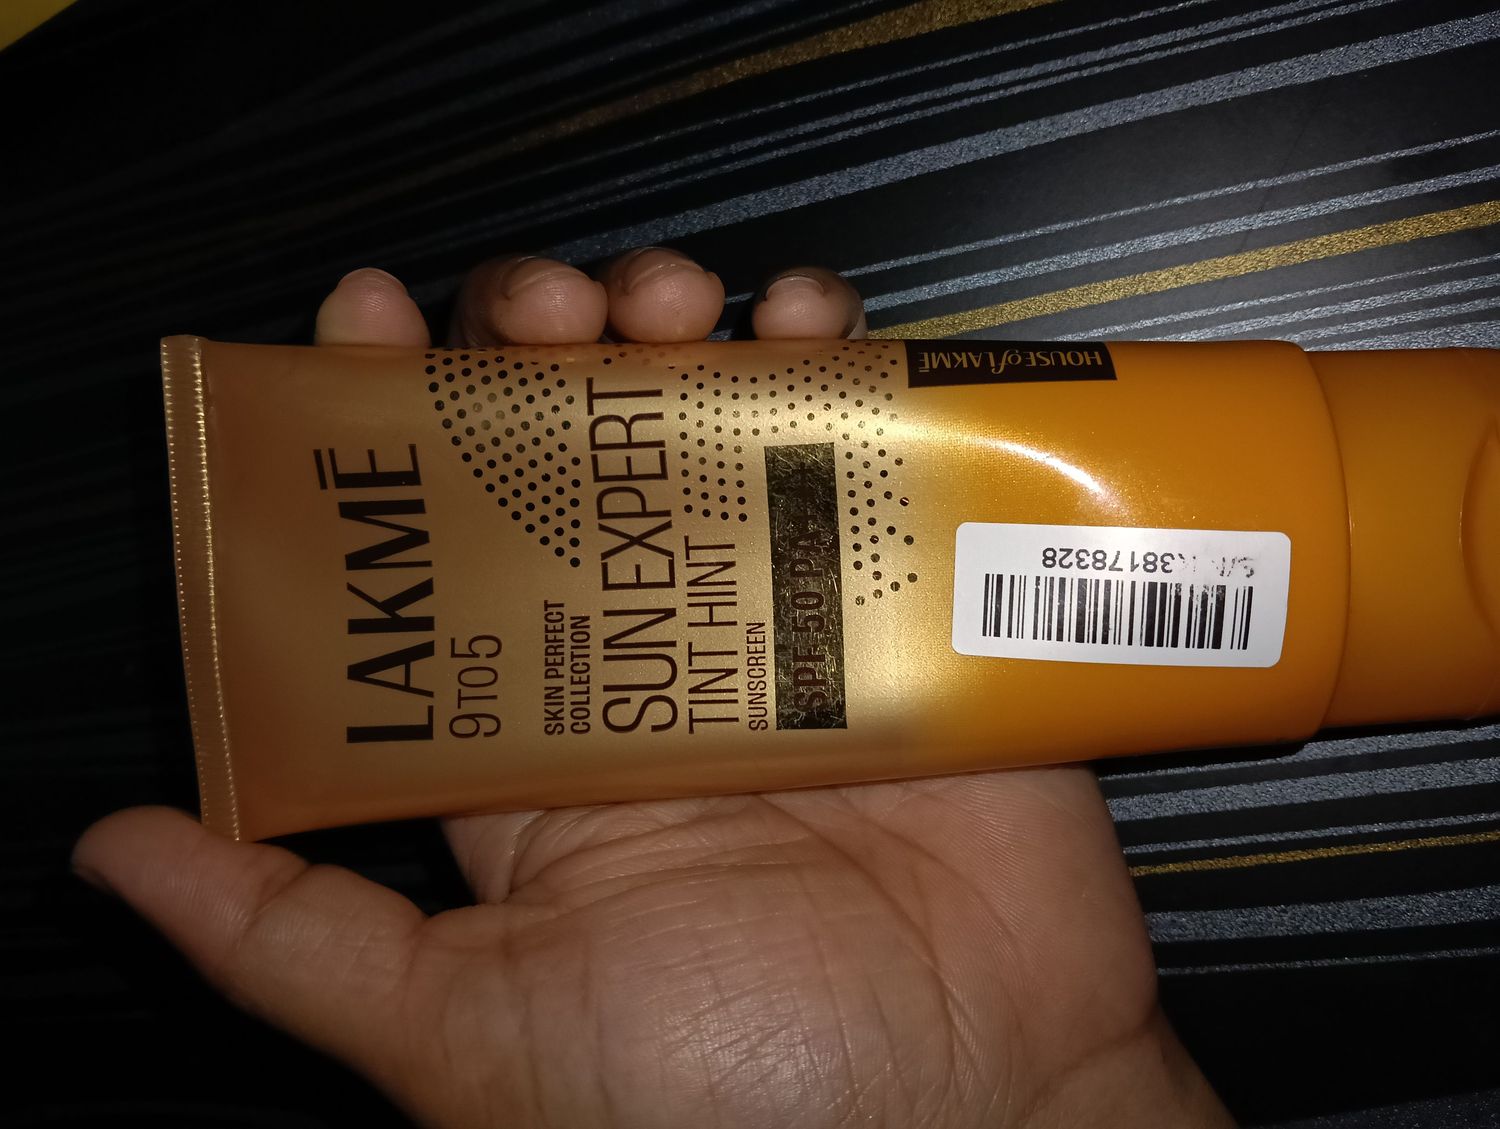 LAKMĒ
9TO5
SKIN PERFECT
COLLECTION
SUN EXPERT
TINT HINT
SUNSCREEN
SPF 50 PA+++
HOUSE of LAKMĒ
38178328